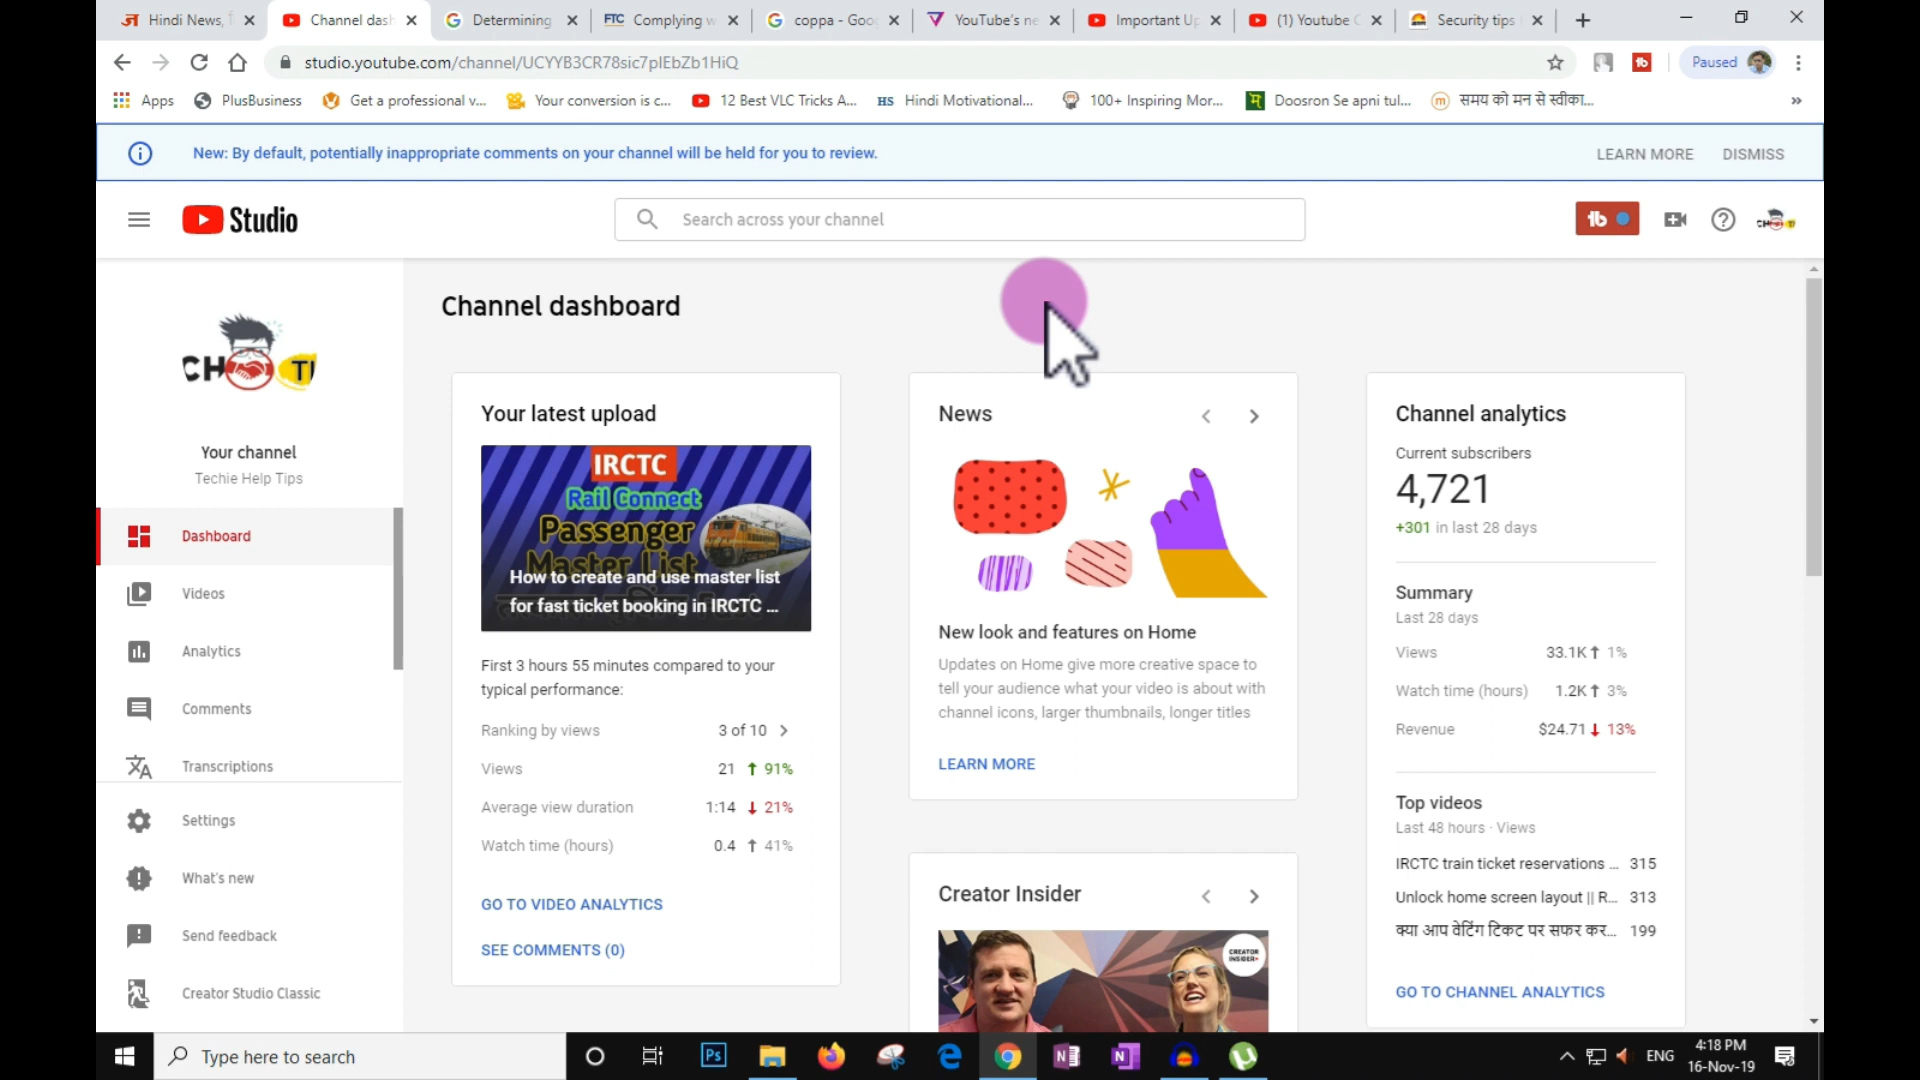 Hindi News, 
Channel dash
Determining
Complying w
coppa - Goo
YouTube's ne
Important Up
(1) Youtube C
Security tips
studio.youtube.com/channel/UCYYB3CR78sic7plEbZb1HiQ
Paused
Apps
PlusBusiness
Get a professional v...
Your conversion is c...
12 Best VLC Tricks A...
HS Hindi Motivational...
100+ Inspiring Mor...
Doosron Se apni tul...
समय को मन से स्वीका...
New: By default, potentially inappropriate comments on your channel will be held for you to review.
LEARN MORE
DISMISS
Studio
Search across your channel
Channel dashboard
Your channel
Techie Help Tips
Dashboard
Videos
Analytics
Comments
Transcriptions
Settings
What's new
Send feedback
Creator Studio Classic
Your latest upload
IRCTC
Rail Connect
Passenger
Master List
How to create and use master list
for fast ticket booking in IRCTC ...
First 3 hours 55 minutes compared to your
typical performance:
Ranking by views 3 of 10
Views 21 ↑ 91%
Average view duration 1:14 ↓ 21%
Watch time (hours) 0.4 ↑ 41%
GO TO VIDEO ANALYTICS
SEE COMMENTS (0)
News
New look and features on Home
Updates on Home give more creative space to
tell your audience what your video is about with
channel icons, larger thumbnails, longer titles
LEARN MORE
Creator Insider
CREATOR
INSIDER
Channel analytics
Current subscribers
4,721
+301 in last 28 days
Summary
Last 28 days
Views 33.1K ↑ 1%
Watch time (hours) 1.2K ↑ 3%
Revenue $24.71 ↓ 13%
Top videos
Last 48 hours · Views
IRCTC train ticket reservations ... 315
Unlock home screen layout || R... 313
क्या आप वेटिंग टिकट पर सफर कर... 199
GO TO CHANNEL ANALYTICS
Type here to search
Ps
ENG
4:18 PM
16-Nov-19